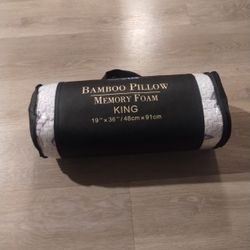 BAMBOO PILLOW
MEMORY FOAM
KING
19"×36"/48cm×91cm